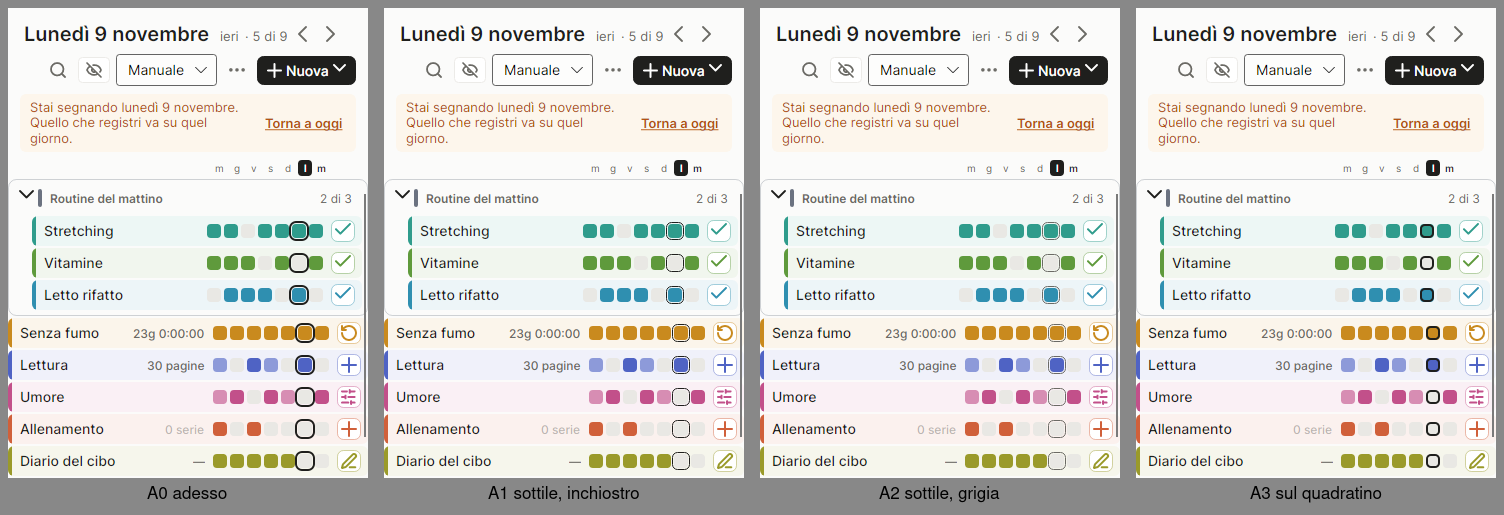 Lunedì 9 novembre ieri · 5 di 9
Manuale ··· + Nuova
Stai segnando lunedì 9 novembre.
Quello che registri va su quel
giorno.
Torna a oggi
m g v s d l m
Routine del mattino 2 di 3
Stretching
Vitamine
Letto rifatto
Senza fumo 23g 0:00:00
Lettura 30 pagine
Umore
Allenamento 0 serie
Diario del cibo —
A0 adesso
Lunedì 9 novembre ieri · 5 di 9
Manuale ··· + Nuova
Stai segnando lunedì 9 novembre.
Quello che registri va su quel
giorno.
Torna a oggi
m g v s d l m
Routine del mattino 2 di 3
Stretching
Vitamine
Letto rifatto
Senza fumo 23g 0:00:00
Lettura 30 pagine
Umore
Allenamento 0 serie
Diario del cibo —
A1 sottile, inchiostro
Lunedì 9 novembre ieri · 5 di 9
Manuale ··· + Nuova
Stai segnando lunedì 9 novembre.
Quello che registri va su quel
giorno.
Torna a oggi
m g v s d l m
Routine del mattino 2 di 3
Stretching
Vitamine
Letto rifatto
Senza fumo 23g 0:00:00
Lettura 30 pagine
Umore
Allenamento 0 serie
Diario del cibo —
A2 sottile, grigia
Lunedì 9 novembre ieri · 5 di 9
Manuale ··· + Nuova
Stai segnando lunedì 9 novembre.
Quello che registri va su quel
giorno.
Torna a oggi
m g v s d l m
Routine del mattino 2 di 3
Stretching
Vitamine
Letto rifatto
Senza fumo 23g 0:00:00
Lettura 30 pagine
Umore
Allenamento 0 serie
Diario del cibo —
A3 sul quadratino